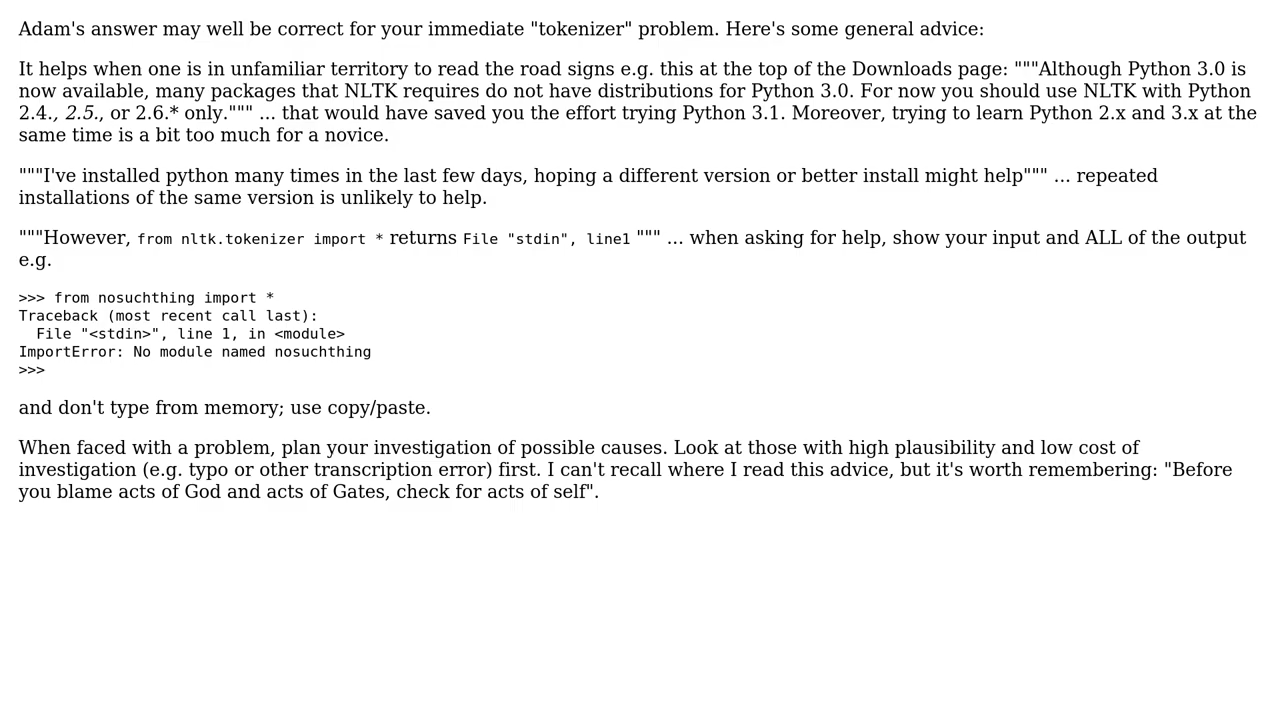 Adam's answer may well be correct for your immediate "tokenizer" problem. Here's some general advice:
It helps when one is in unfamiliar territory to read the road signs e.g. this at the top of the Downloads page: """Although Python 3.0 is
now available, many packages that NLTK requires do not have distributions for Python 3.0. For now you should use NLTK with Python
2.4., 2.5., or 2.6.* only.""" ... that would have saved you the effort trying Python 3.1. Moreover, trying to learn Python 2.x and 3.x at the
same time is a bit too much for a novice.
"""I've installed python many times in the last few days, hoping a different version or better install might help""" ... repeated
installations of the same version is unlikely to help.
"""However, from nltk.tokenizer import * returns File "stdin", line1 """ ... when asking for help, show your input and ALL of the output
e.g.
>>> from nosuchthing import *
Traceback (most recent call last):
  File "<stdin>", line 1, in <module>
ImportError: No module named nosuchthing
>>>
and don't type from memory; use copy/paste.
When faced with a problem, plan your investigation of possible causes. Look at those with high plausibility and low cost of
investigation (e.g. typo or other transcription error) first. I can't recall where I read this advice, but it's worth remembering: "Before
you blame acts of God and acts of Gates, check for acts of self".